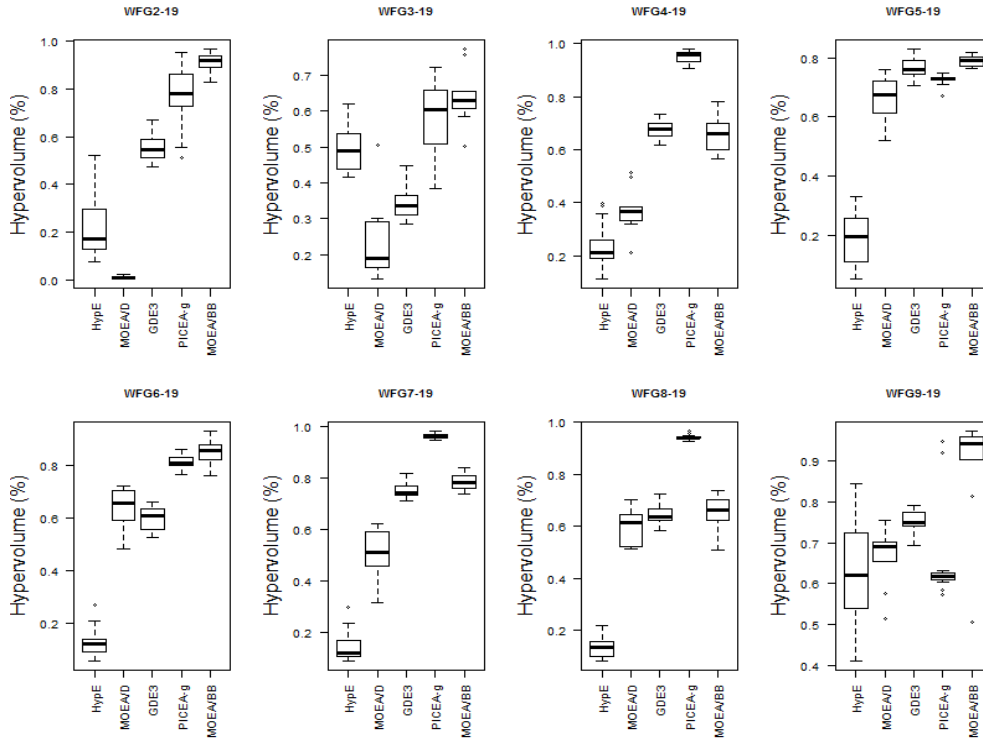 WFG2-19
WFG3-19
WFG4-19
WFG5-19
Hypervolume (%)
1.0
0.8
0.6
0.4
0.2
0.0
HypE
MOEA/D
GDE3
PICEA-g
MOEA/BB
Hypervolume (%)
0.7
0.6
0.5
0.4
0.3
0.2
HypE
MOEA/D
GDE3
PICEA-g
MOEA/BB
Hypervolume (%)
1.0
0.8
0.6
0.4
0.2
HypE
MOEA/D
GDE3
PICEA-g
MOEA/BB
Hypervolume (%)
0.8
0.6
0.4
0.2
HypE
MOEA/D
GDE3
PICEA-g
MOEA/BB
WFG6-19
WFG7-19
WFG8-19
WFG9-19
Hypervolume (%)
0.8
0.6
0.4
0.2
HypE
MOEA/D
GDE3
PICEA-g
MOEA/BB
Hypervolume (%)
1.0
0.8
0.6
0.4
0.2
HypE
MOEA/D
GDE3
PICEA-g
MOEA/BB
Hypervolume (%)
1.0
0.8
0.6
0.4
0.2
HypE
MOEA/D
GDE3
PICEA-g
MOEA/BB
Hypervolume (%)
0.9
0.8
0.7
0.6
0.5
0.4
HypE
MOEA/D
GDE3
PICEA-g
MOEA/BB